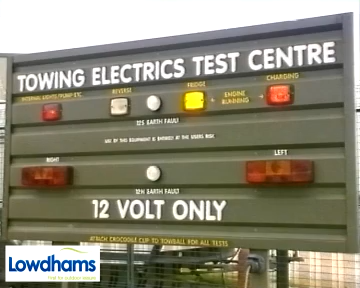 TOWING ELECTRICS TEST CENTRE
INTERNAL LIGHTS/PUMP ETC.
REVERSE
FRIDGE
CHARGING
ENGINE
RUNNING
12S EARTH FAULT
USE OF THIS EQUIPMENT IS ENTIRELY AT THE USERS RISK
RIGHT
LEFT
12N EARTH FAULT
12 VOLT ONLY
ATTACH CROCODILE CLIP TO TOWBALL FOR ALL TESTS
Lowdhams